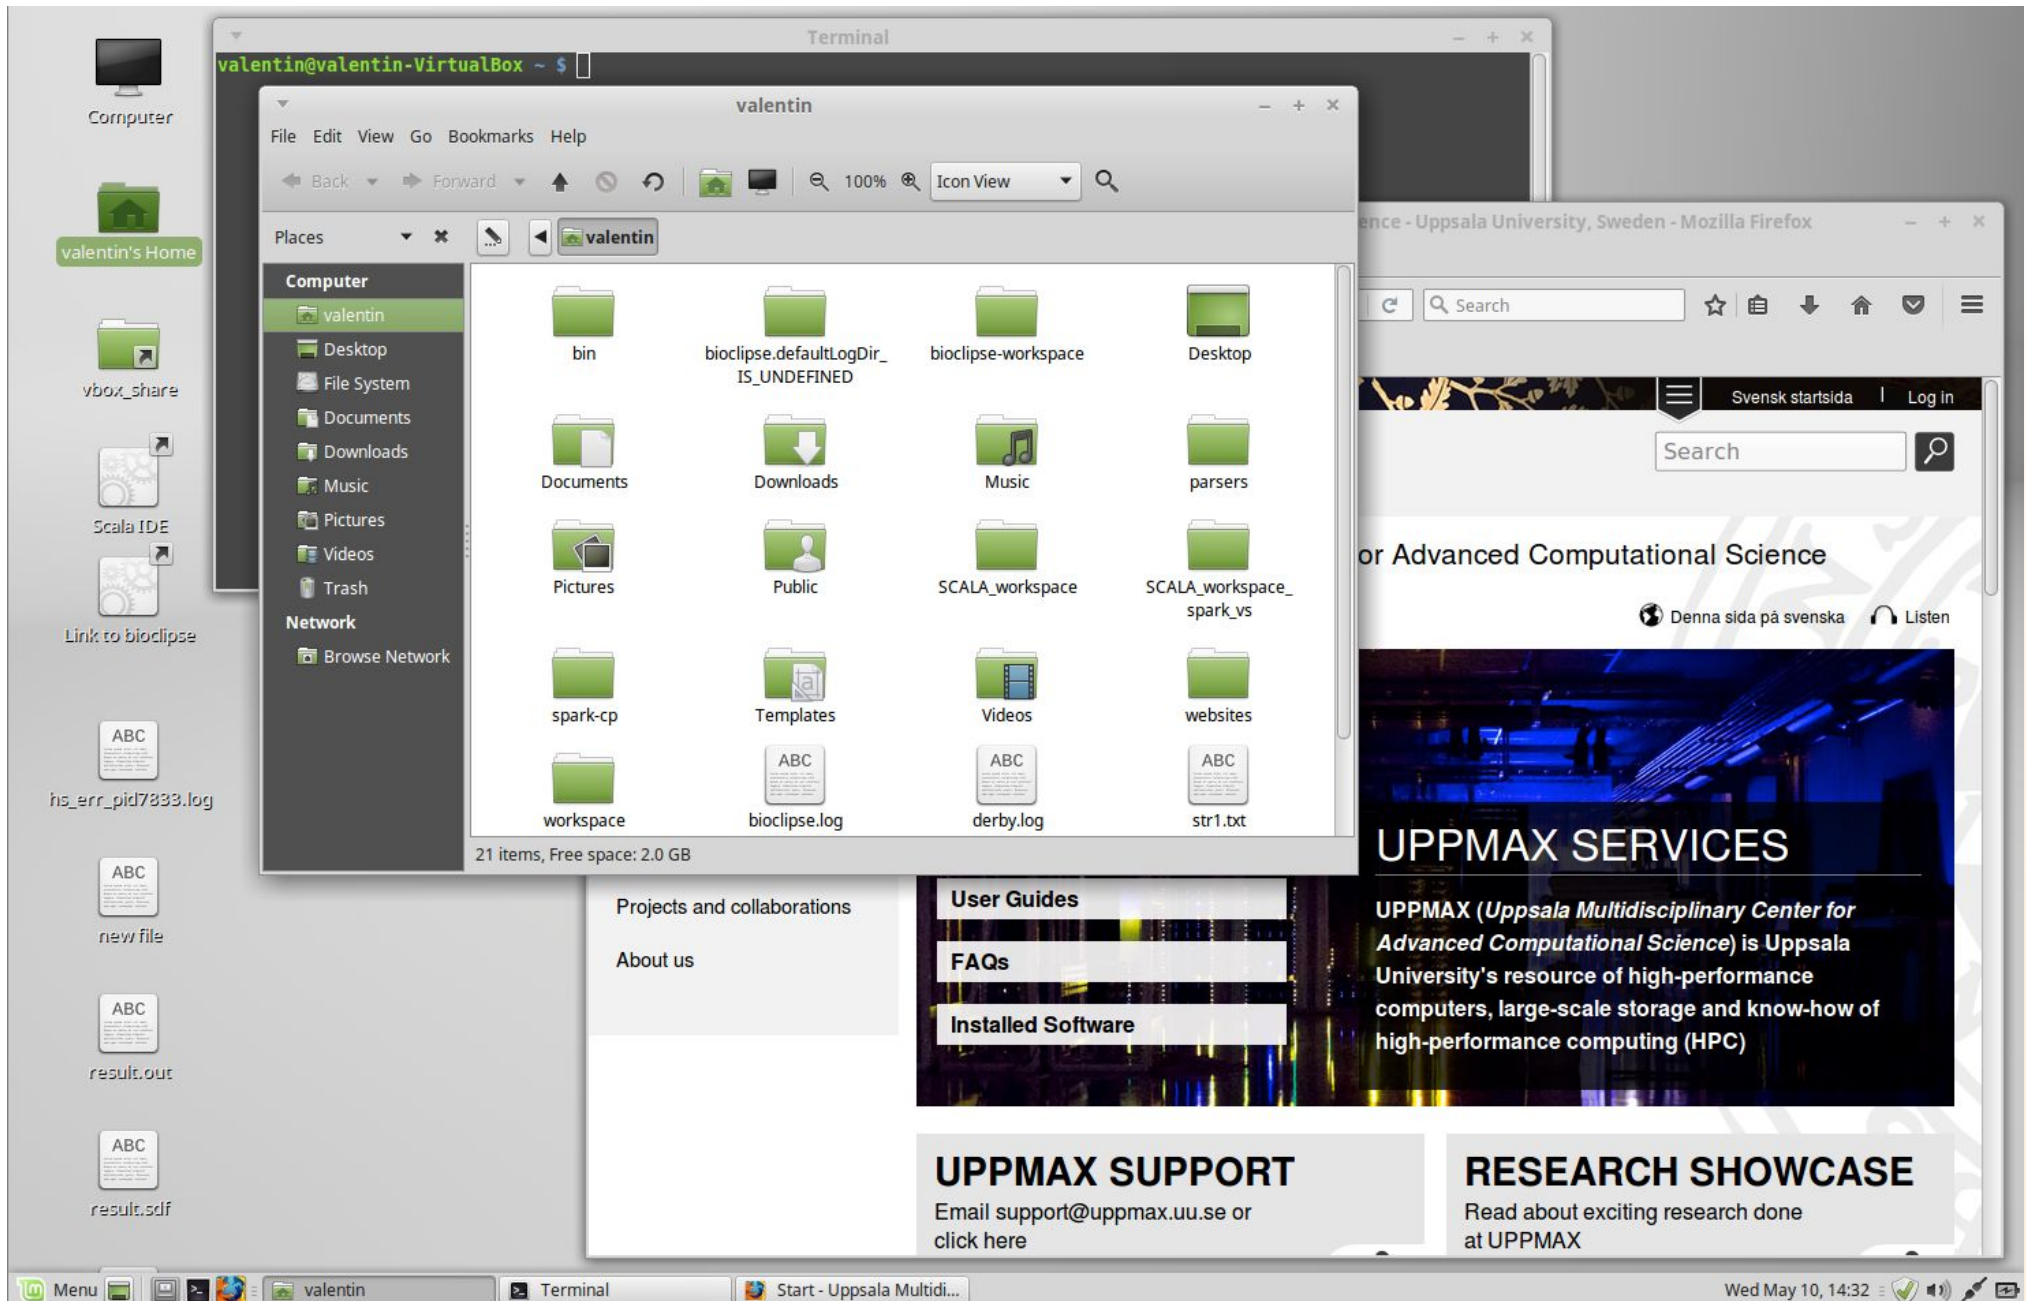 Computer
valentin's Home
vbox_share
Scala IDE
Link to bioclipse
ABC
hs_err_pid7833.log
ABC
new file
ABC
result.out
ABC
result.sdf
Terminal
valentin@valentin-VirtualBox ~ $
valentin
File Edit View Go Bookmarks Help
Back Forward 100% Icon View
Places valentin
Computer
valentin
Desktop
File System
Documents
Downloads
Music
Pictures
Videos
Trash
Network
Browse Network
bin
bioclipse.defaultLogDir_
IS_UNDEFINED
bioclipse-workspace
Desktop
Documents
Downloads
Music
parsers
Pictures
Public
SCALA_workspace
SCALA_workspace_
spark_vs
spark-cp
Templates
Videos
websites
workspace
ABC
bioclipse.log
ABC
derby.log
ABC
str1.txt
21 items, Free space: 2.0 GB
ence - Uppsala University, Sweden - Mozilla Firefox
Search
Svensk startsida | Log in
Search
or Advanced Computational Science
Denna sida på svenska Listen
Projects and collaborations
About us
User Guides
FAQs
Installed Software
UPPMAX SERVICES
UPPMAX (Uppsala Multidisciplinary Center for
Advanced Computational Science) is Uppsala
University's resource of high-performance
computers, large-scale storage and know-how of
high-performance computing (HPC)
UPPMAX SUPPORT
Email support@uppmax.uu.se or
click here
RESEARCH SHOWCASE
Read about exciting research done
at UPPMAX
Menu valentin Terminal Start - Uppsala Multidi... Wed May 10, 14:32